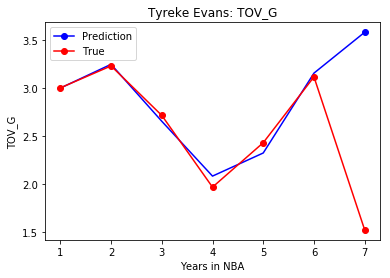 Tyreke Evans: TOV_G
Prediction
True
3.5
3.0
2.5
2.0
1.5
TOV_G
1 2 3 4 5 6 7
Years in NBA